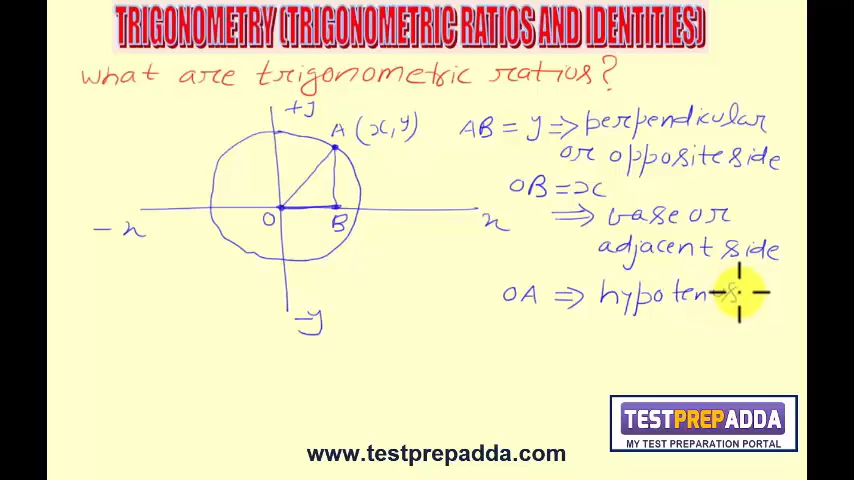 TRIGONOMETRY (TRIGONOMETRIC RATIOS AND IDENTITIES)
what are trigonometric ratios?
+y
A (x,y)
AB = y => perpendicular
or opposite side
OB = x
=> base or
adjacent side
OA => hypotenus
O
B
-x
x
-y
TESTPREPADDA
MY TEST PREPARATION PORTAL
www.testprepadda.com